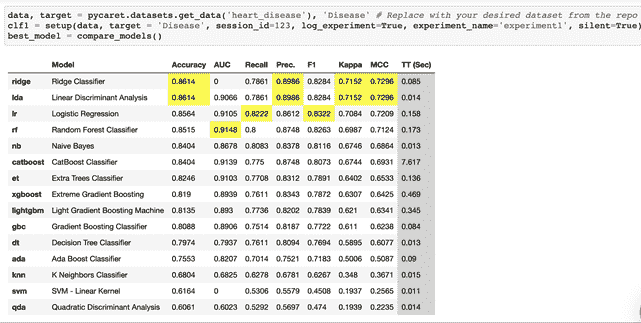 data, target = pycaret.datasets.get_data('heart_disease'), 'Disease' # Replace with your desired dataset from the repo
clf1 = setup(data, target = 'Disease', session_id=123, log_experiment=True, experiment_name='experiment1', silent=True)
best_model = compare_models()
Model Accuracy AUC Recall Prec. F1 Kappa MCC TT (Sec)
ridge Ridge Classifier 0.8614 0 0.7861 0.8986 0.8284 0.7152 0.7296 0.085
lda Linear Discriminant Analysis 0.8614 0.9066 0.7861 0.8986 0.8284 0.7152 0.7296 0.014
lr Logistic Regression 0.8564 0.9105 0.8222 0.8612 0.8322 0.7084 0.7209 0.158
rf Random Forest Classifier 0.8515 0.9148 0.8 0.8748 0.8263 0.6987 0.7124 0.173
nb Naive Bayes 0.8404 0.8678 0.8083 0.8378 0.8116 0.6746 0.6864 0.013
catboost CatBoost Classifier 0.8404 0.9139 0.775 0.8748 0.8073 0.6744 0.6931 7.617
et Extra Trees Classifier 0.8246 0.9103 0.7708 0.8312 0.7891 0.6402 0.6533 0.136
xgboost Extreme Gradient Boosting 0.819 0.8939 0.7611 0.8343 0.7872 0.6307 0.6425 0.469
lightgbm Light Gradient Boosting Machine 0.8135 0.893 0.7736 0.8202 0.7839 0.621 0.6341 0.345
gbc Gradient Boosting Classifier 0.8088 0.8906 0.7514 0.8187 0.7722 0.611 0.6238 0.084
dt Decision Tree Classifier 0.7974 0.7937 0.7611 0.8094 0.7694 0.5895 0.6077 0.013
ada Ada Boost Classifier 0.7553 0.8207 0.7014 0.7521 0.7183 0.5006 0.5087 0.09
knn K Neighbors Classifier 0.6804 0.6825 0.6278 0.6781 0.6267 0.348 0.3671 0.015
svm SVM - Linear Kernel 0.6164 0 0.5306 0.5579 0.4508 0.1937 0.2565 0.011
qda Quadratic Discriminant Analysis 0.6061 0.6023 0.5292 0.5697 0.474 0.1939 0.2235 0.014